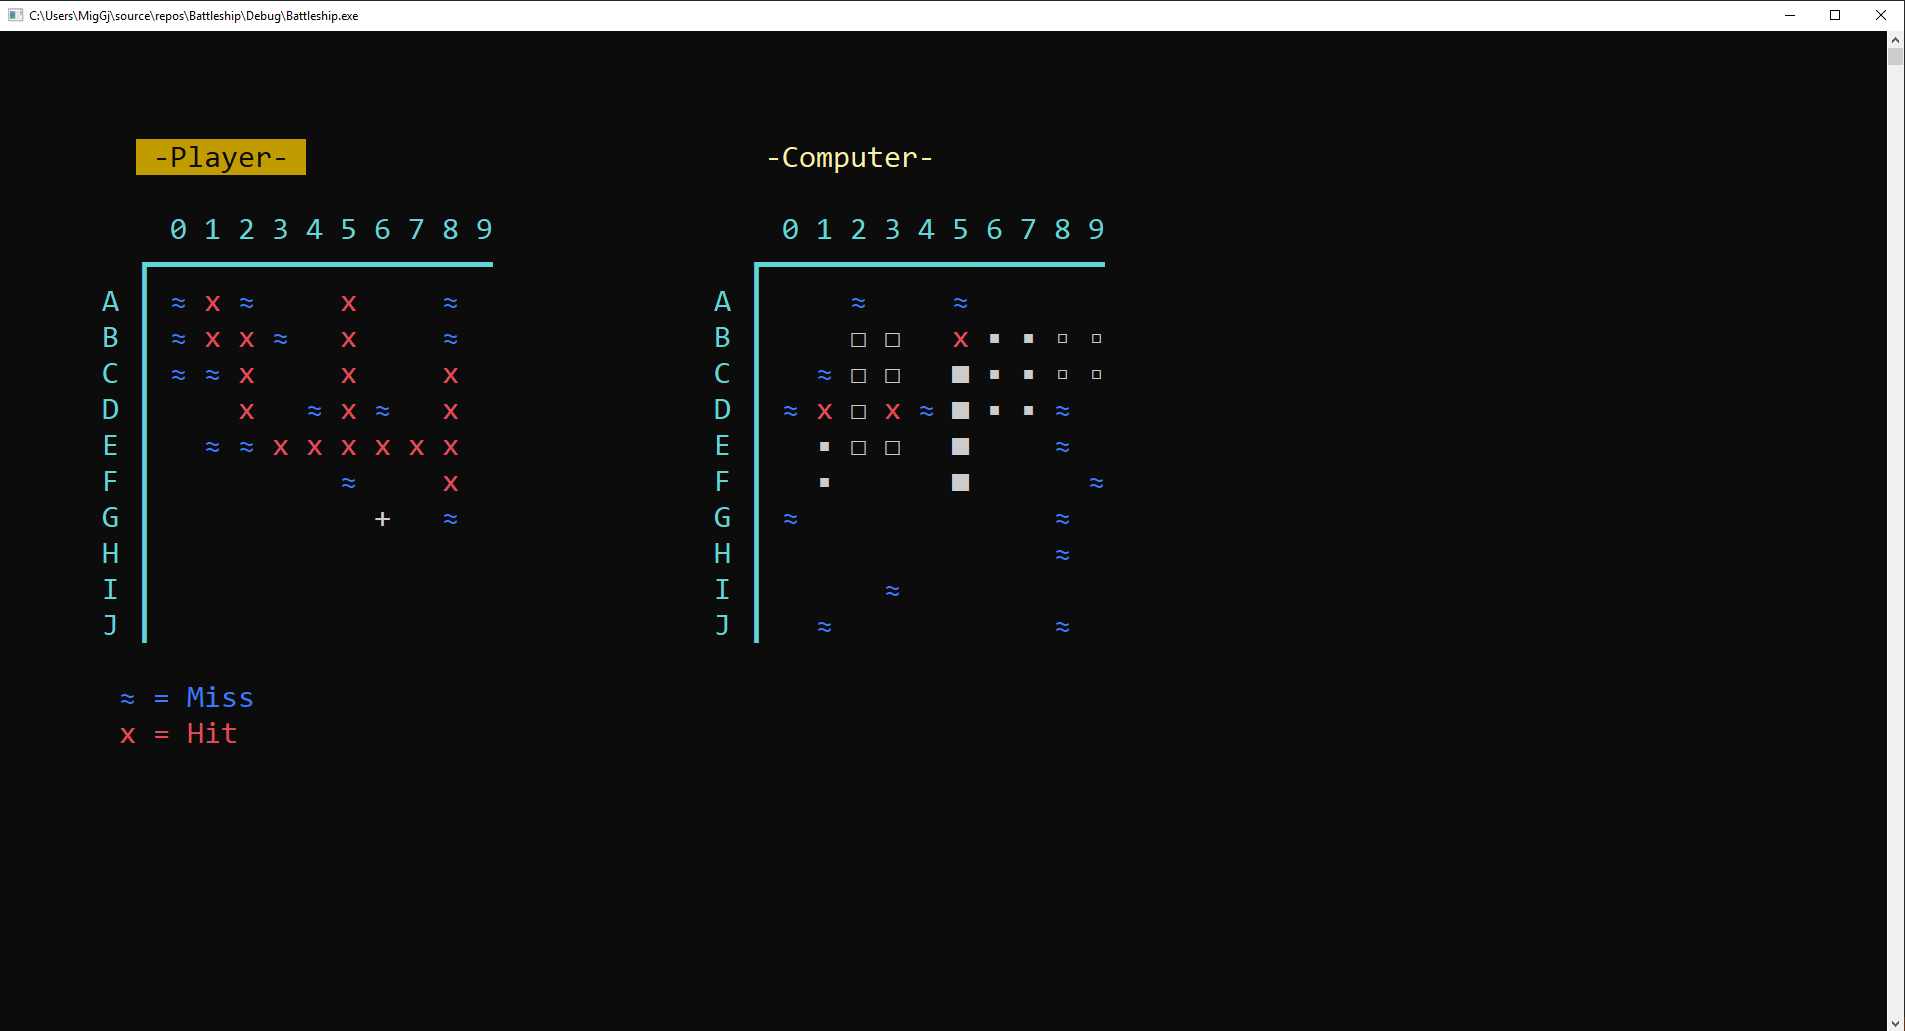 C:\Users\MigGj\source\repos\Battleship\Debug\Battleship.exe
-Player- -Computer-
0 1 2 3 4 5 6 7 8 9 0 1 2 3 4 5 6 7 8 9
A ≈ x ≈ x ≈ A ≈ ≈
B ≈ x x ≈ x ≈ B □ □ x ▪ ▪ ▫ ▫
C ≈ ≈ x x x C ≈ □ □ ■ ▪ ▪ ▫ ▫
D x ≈ x ≈ x D ≈ x □ x ≈ ■ ▪ ▪ ≈
E ≈ ≈ x x x x x x E ▪ □ □ ■ ≈
F ≈ x F ▪ ■ ≈
G + ≈ G ≈ ≈
H H ≈
I I ≈
J J ≈ ≈
≈ = Miss
x = Hit